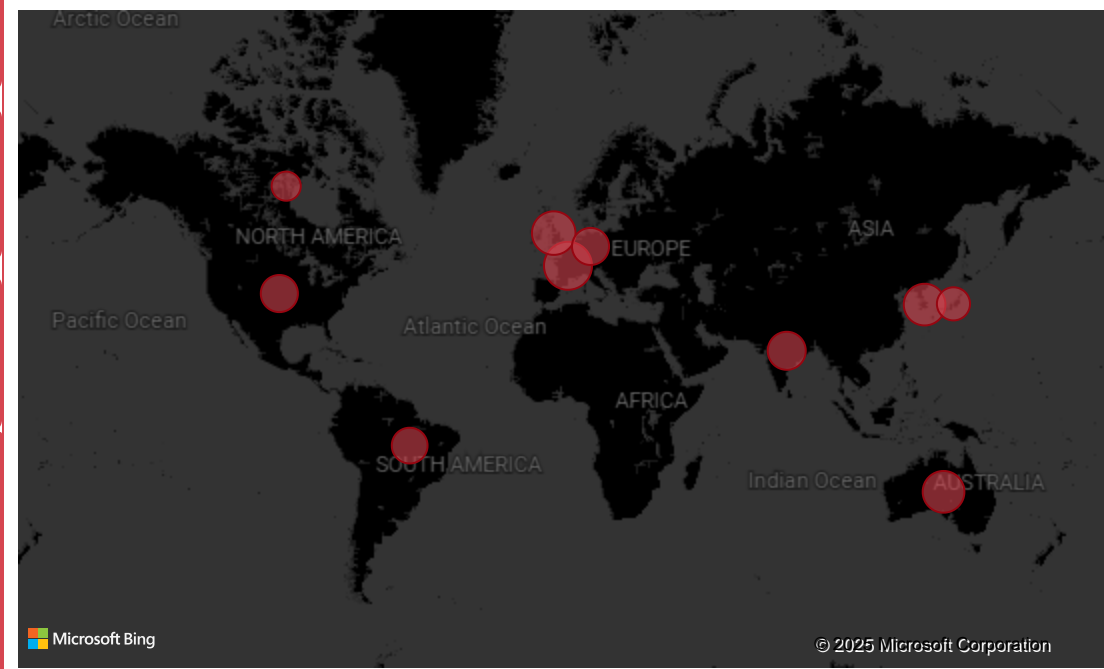 Arctic Ocean
NORTH AMERICA
EUROPE
ASIA
Pacific Ocean
Atlantic Ocean
AFRICA
SOUTH AMERICA
Indian Ocean
AUSTRALIA
Microsoft Bing
© 2025 Microsoft Corporation